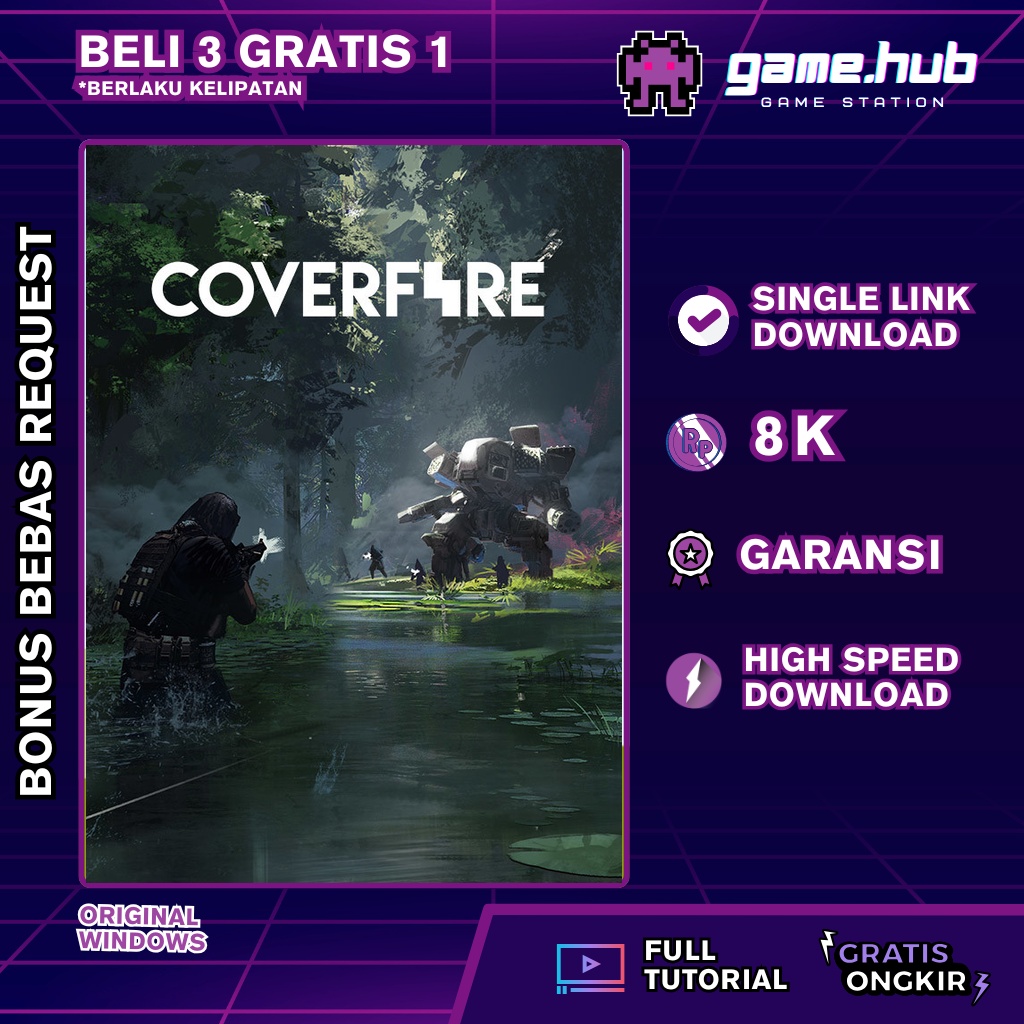 BELI 3 GRATIS 1
*BERLAKU KELIPATAN
game.hub
GAME STATION
BONUS BEBAS REQUEST
COVERFIRE
SINGLE LINK
DOWNLOAD
Rp
8K
GARANSI
HIGH SPEED
DOWNLOAD
ORIGINAL
WINDOWS
FULL
TUTORIAL
GRATIS
ONGKIR